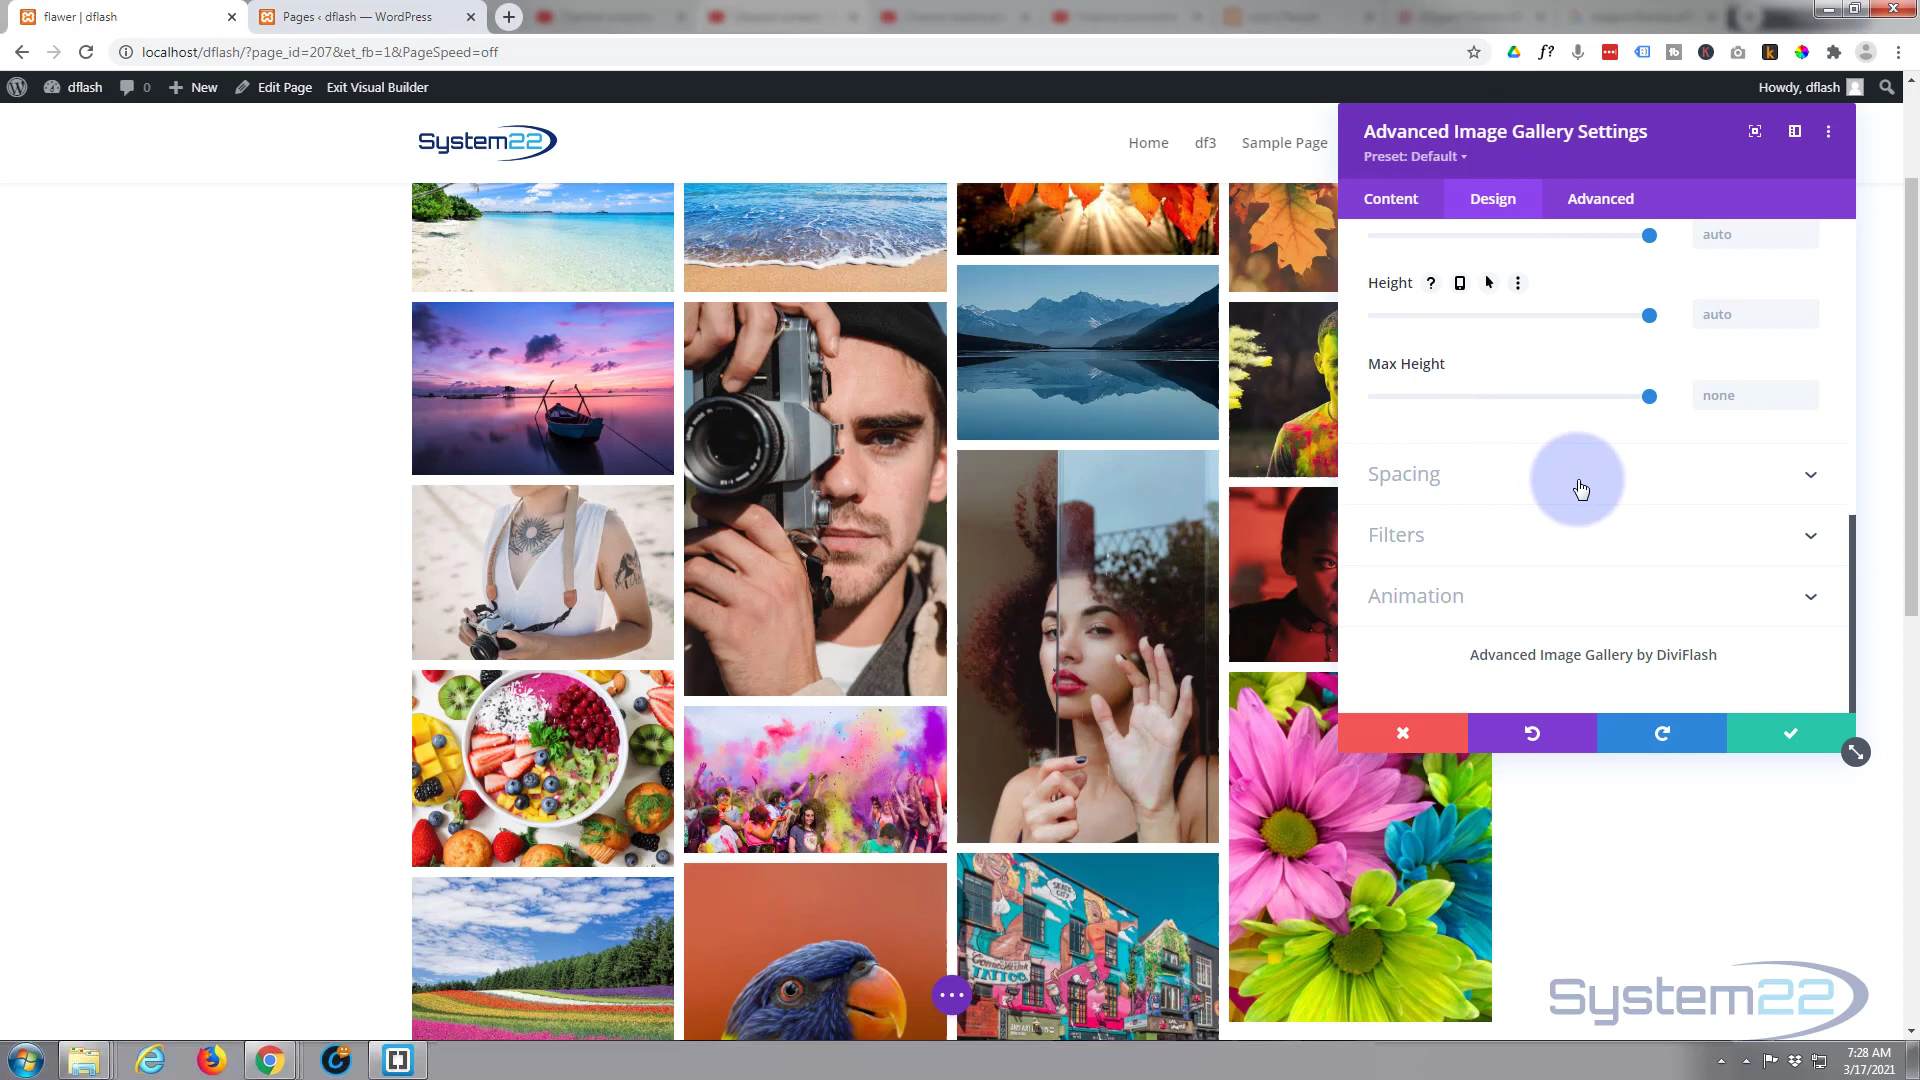 flawer | dflash
Pages ‹ dflash — WordPress
localhost/dflash/?page_id=207&et_fb=1&PageSpeed=off
dflash
0
New
Edit Page
Exit Visual Builder
Howdy, dflash
System22
Home
df3
Sample Page
Advanced Image Gallery Settings
Preset: Default
Content
Design
Advanced
auto
Height
auto
Max Height
none
Spacing
Filters
Animation
Advanced Image Gallery by DiviFlash
SKATE
CITY
TATTOO
System22
7:28 AM
3/17/2021